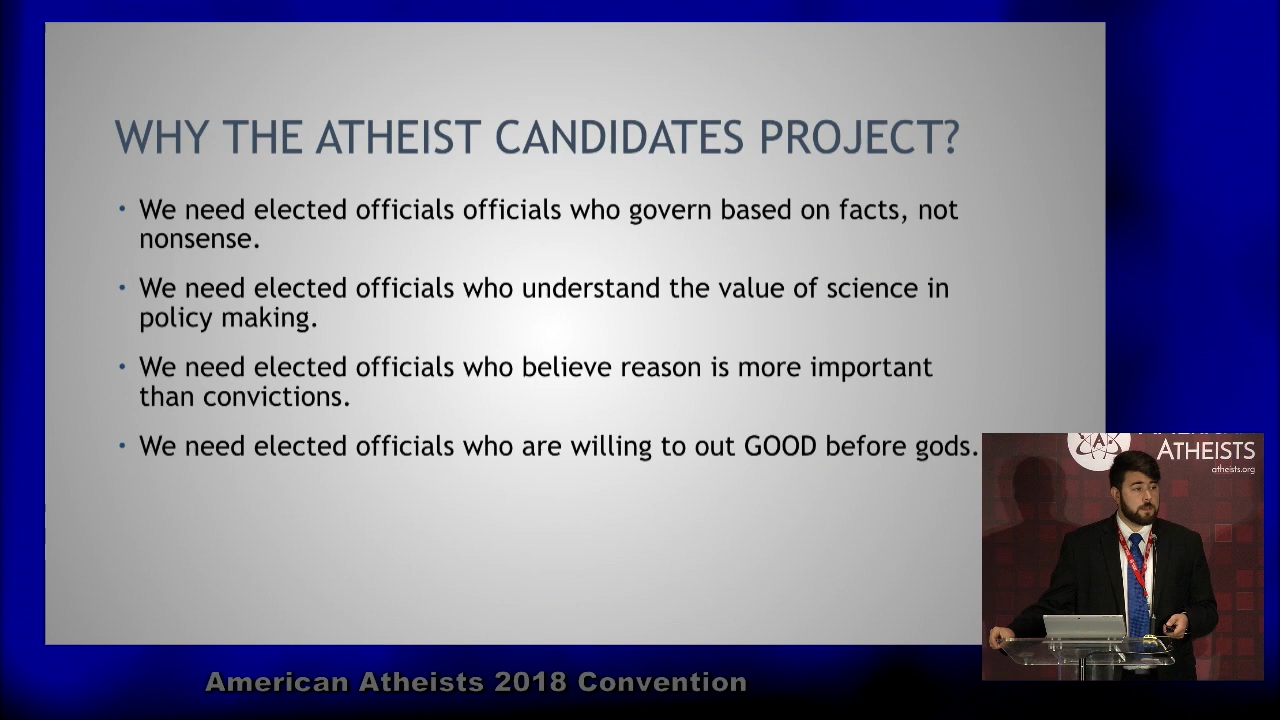 WHY THE ATHEIST CANDIDATES PROJECT?
• We need elected officials officials who govern based on facts, not
nonsense.
• We need elected officials who understand the value of science in
policy making.
• We need elected officials who believe reason is more important
than convictions.
• We need elected officials who are willing to out GOOD before gods.
ATHEISTS
atheists.org
American Atheists 2018 Convention